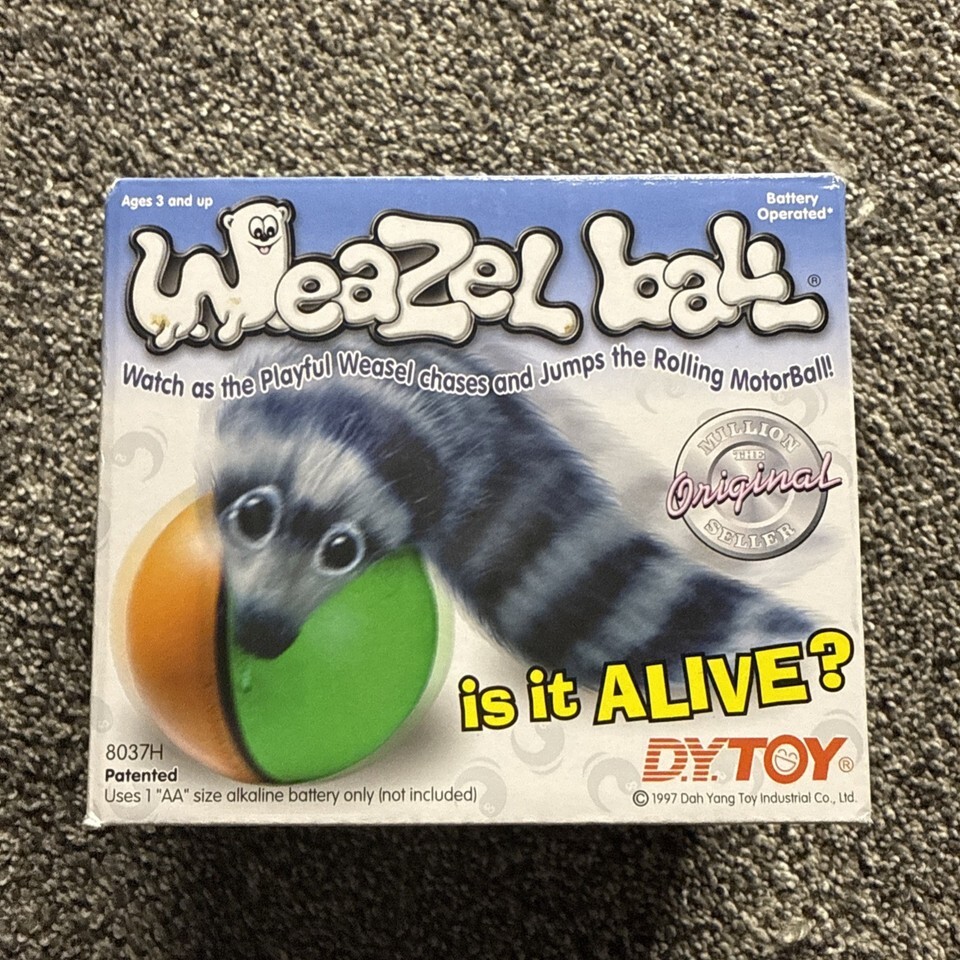 Ages 3 and up
Battery
Operated*
Weazel ball ®
Watch as the Playful Weasel chases and Jumps the Rolling MotorBall!
MILLION
THE
Original
SELLER
is it ALIVE?
8037H
Patented
Uses 1 "AA" size alkaline battery only (not included)
D.Y.TOY®
© 1997 Dah Yang Toy Industrial Co., Ltd.